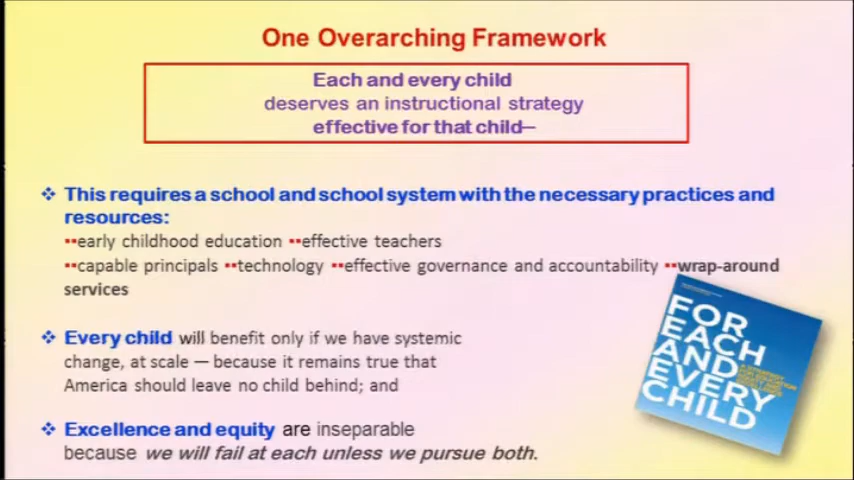 One Overarching Framework
Each and every child
deserves an instructional strategy
effective for that child—
❖ This requires a school and school system with the necessary practices and
resources:
▪▪early childhood education ▪▪effective teachers
▪▪capable principals ▪▪technology ▪▪effective governance and accountability ▪▪wrap-around
services
❖ Every child will benefit only if we have systemic
change, at scale — because it remains true that
America should leave no child behind; and
❖ Excellence and equity are inseparable
because we will fail at each unless we pursue both.
FOR
EACH
AND
EVERY
CHILD